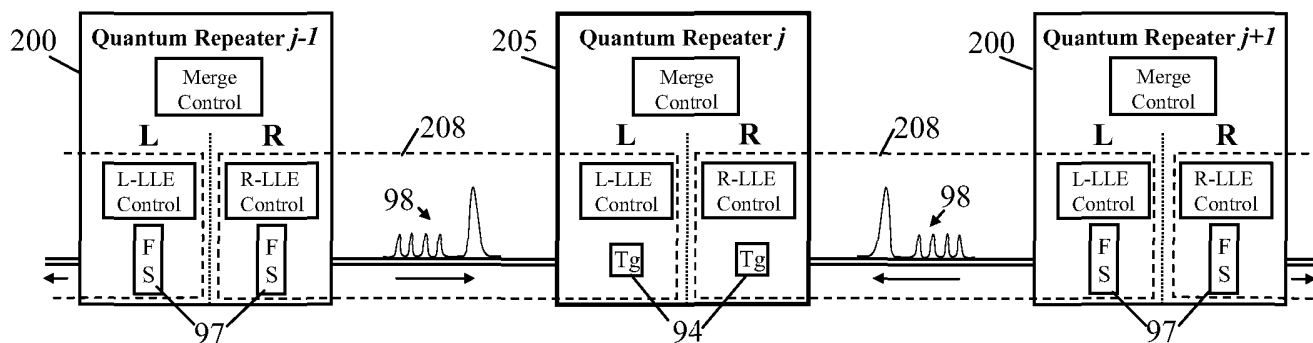 200
Quantum Repeater j-1
Merge
Control
L
R
L-LLE
Control
R-LLE
Control
F
S
F
S
97
208
98
205
Quantum Repeater j
Merge
Control
L
R
L-LLE
Control
R-LLE
Control
Tg
Tg
94
208
98
200
Quantum Repeater j+1
Merge
Control
L
R
L-LLE
Control
R-LLE
Control
F
S
F
S
97